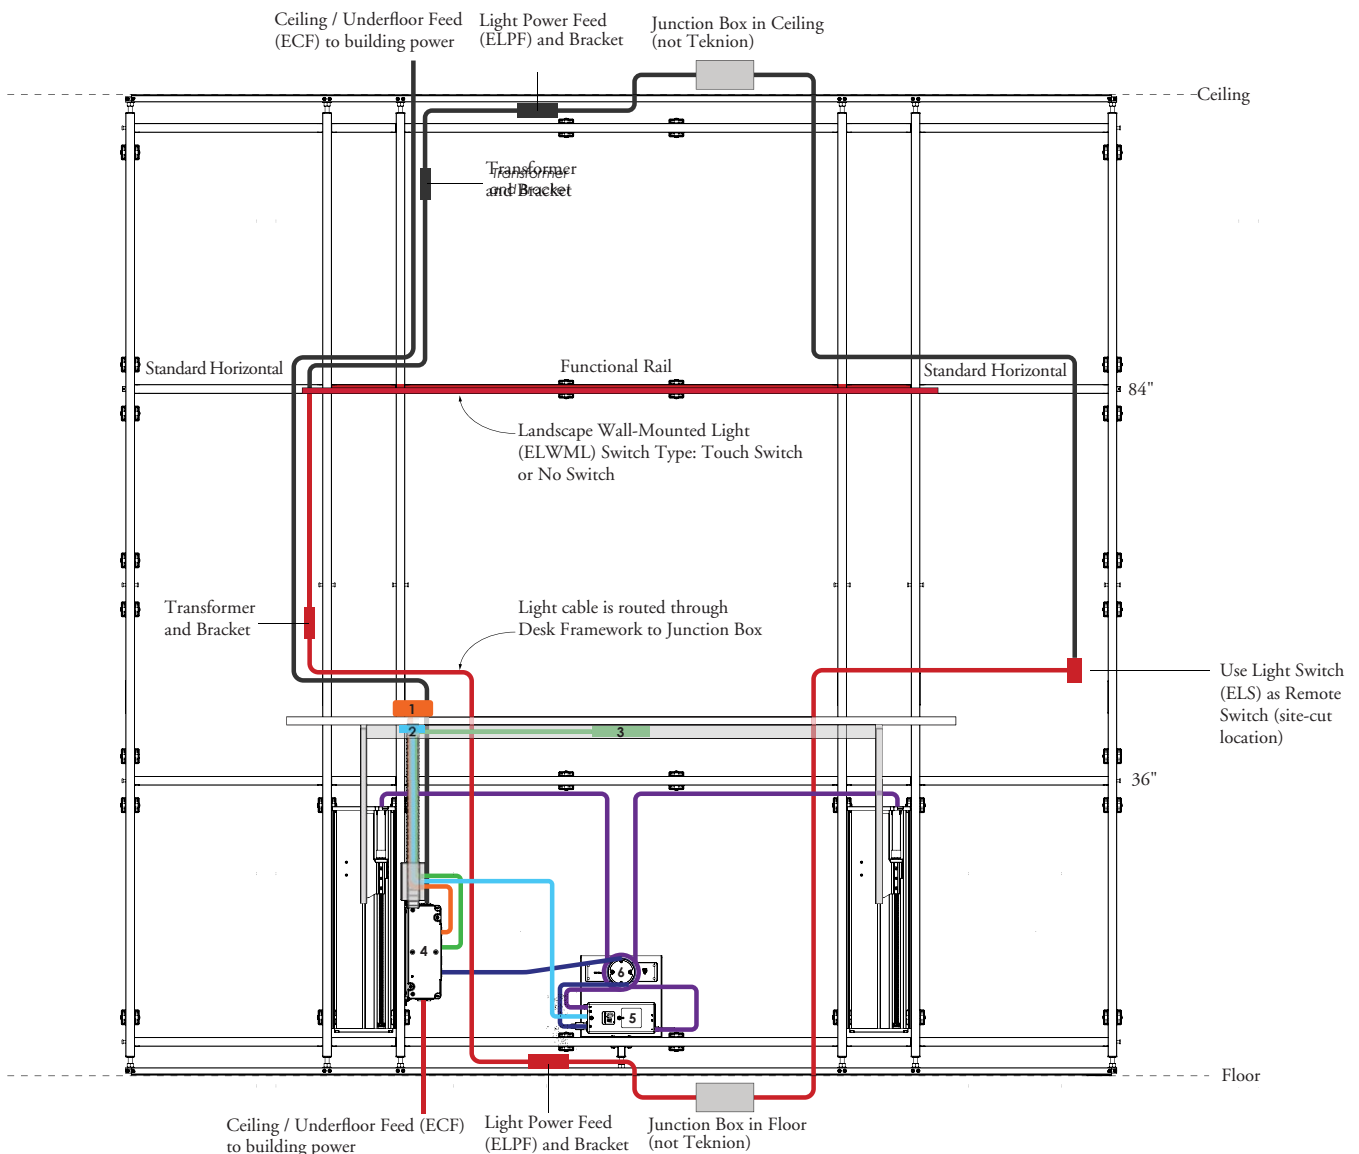 Ceiling / Underfloor Feed
(ECF) to building power
Light Power Feed
(ELPF) and Bracket
Junction Box in Ceiling
(not Teknion)
Ceiling
Transformer
and Bracket
Transformer
and Bracket
Standard Horizontal
Functional Rail
Standard Horizontal
84"
Landscape Wall-Mounted Light
(ELWML) Switch Type: Touch Switch
or No Switch
Transformer
and Bracket
Light cable is routed through
Desk Framework to Junction Box
Use Light Switch
(ELS) as Remote
Switch (site-cut
location)
1
2
3
36"
4
6
5
Floor
Ceiling / Underfloor Feed (ECF)
to building power
Light Power Feed
(ELPF) and Bracket
Junction Box in Floor
(not Teknion)